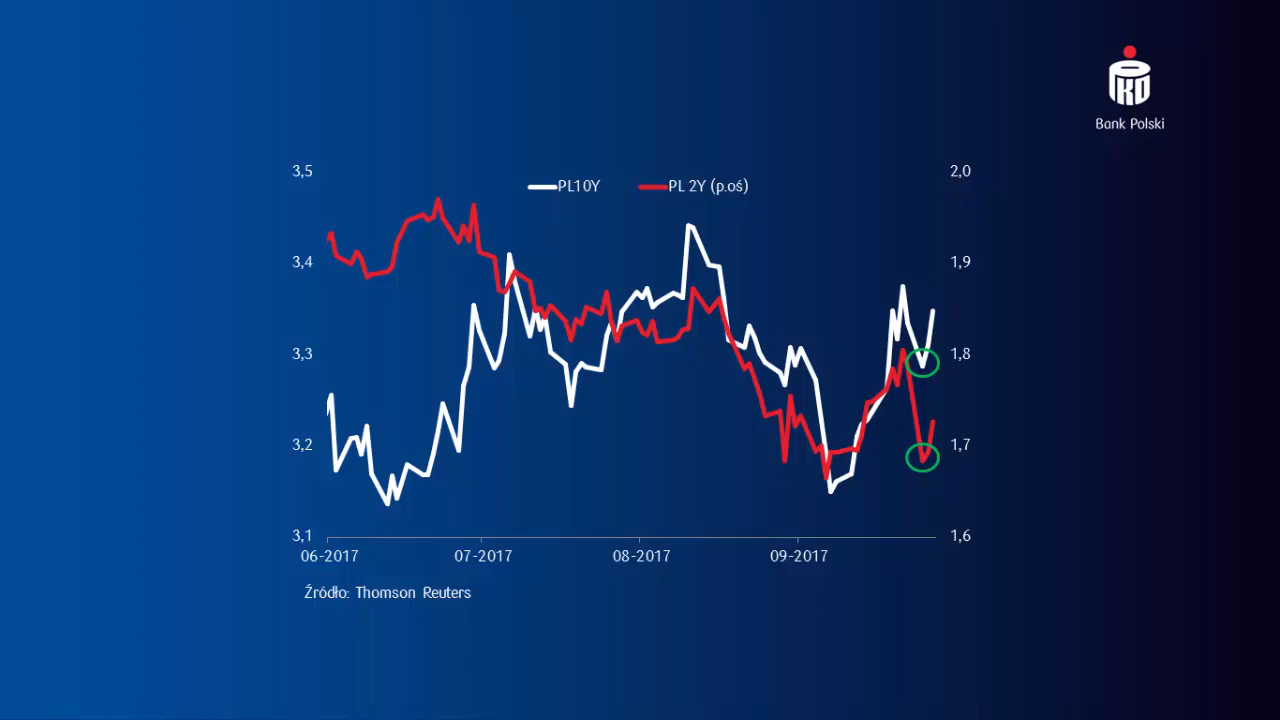 PKO
Bank Polski
3,5
2,0
PL10Y
PL 2Y (p.oś)
3,4
1,9
3,3
1,8
3,2
1,7
3,1
1,6
06-2017
07-2017
08-2017
09-2017
Źródło: Thomson Reuters